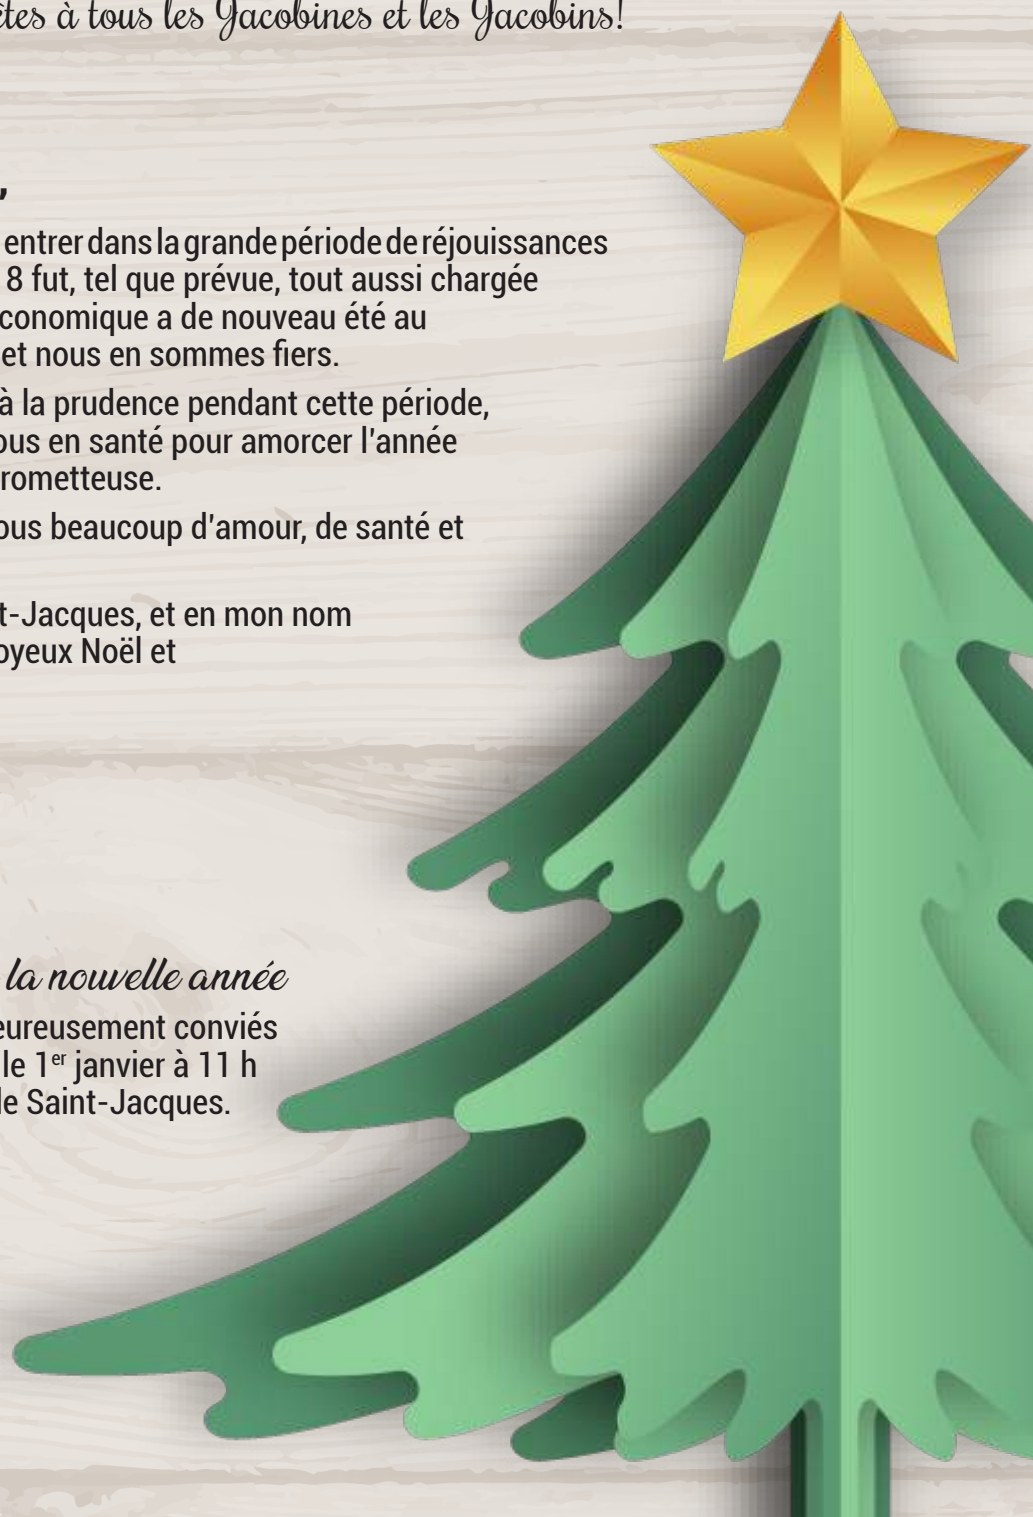 êtes à tous les Jacobines et les Jacobins!
,
entrer dans la grande période de réjouissances
8 fut, tel que prévue, tout aussi chargée
conomique a de nouveau été au
et nous en sommes fiers.
à la prudence pendant cette période,
ous en santé pour amorcer l'année
rometteuse.
ous beaucoup d'amour, de santé et
t-Jacques, et en mon nom
oyeux Noël et
la nouvelle année
eureusement conviés
le 1er janvier à 11 h
le Saint-Jacques.